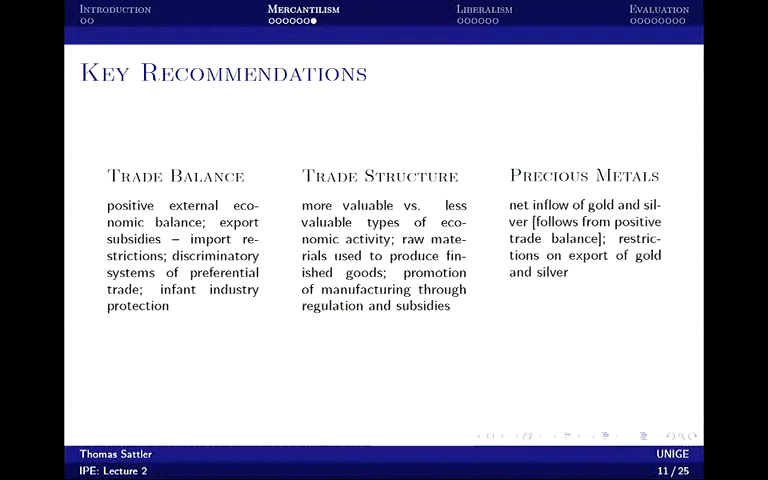 Introduction Mercantilism Liberalism Evaluation
Key Recommendations
Trade Balance
positive external eco-
nomic balance; export
subsidies – import re-
strictions; discriminatory
systems of preferential
trade; infant industry
protection
Trade Structure
more valuable vs. less
valuable types of eco-
nomic activity; raw mate-
rials used to produce fin-
ished goods; promotion
of manufacturing through
regulation and subsidies
Precious Metals
net inflow of gold and sil-
ver [follows from positive
trade balance]; restric-
tions on export of gold
and silver
Thomas Sattler UNIGE
IPE: Lecture 2 11 / 25